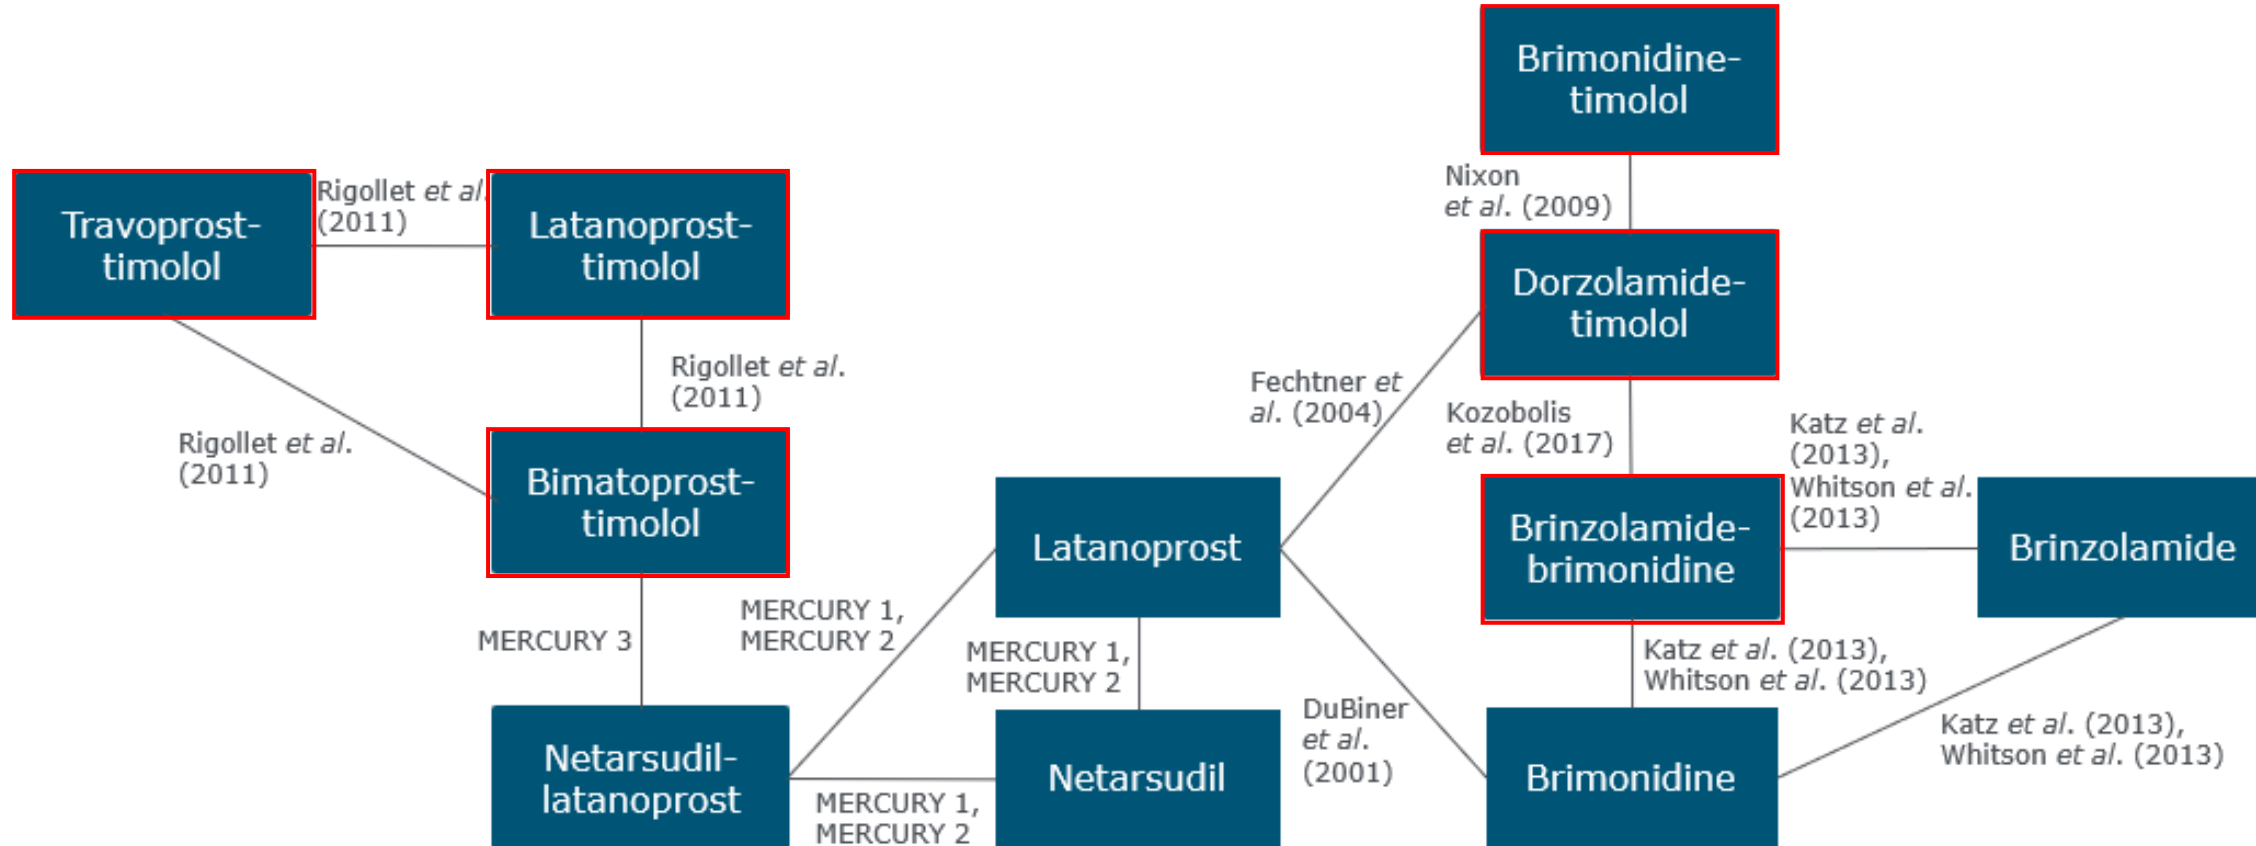 Brimonidine-
timolol
Nixon
et al. (2009)
Travoprost-
timolol
Rigollet et al.
(2011)
Latanoprost-
timolol
Dorzolamide-
timolol
Rigollet et al.
(2011)
Fechtner et
al. (2004)
Kozobolis
et al. (2017)
Katz et al.
(2013),
Whitson et al.
(2013)
Rigollet et al.
(2011)
Bimatoprost-
timolol
Latanoprost
Brinzolamide-
brimonidine
Brinzolamide
MERCURY 3
MERCURY 1,
MERCURY 2
MERCURY 1,
MERCURY 2
Katz et al. (2013),
Whitson et al. (2013)
DuBiner
et al.
(2001)
Katz et al. (2013),
Whitson et al. (2013)
Netarsudil-
latanoprost
MERCURY 1,
MERCURY 2
Netarsudil
Brimonidine